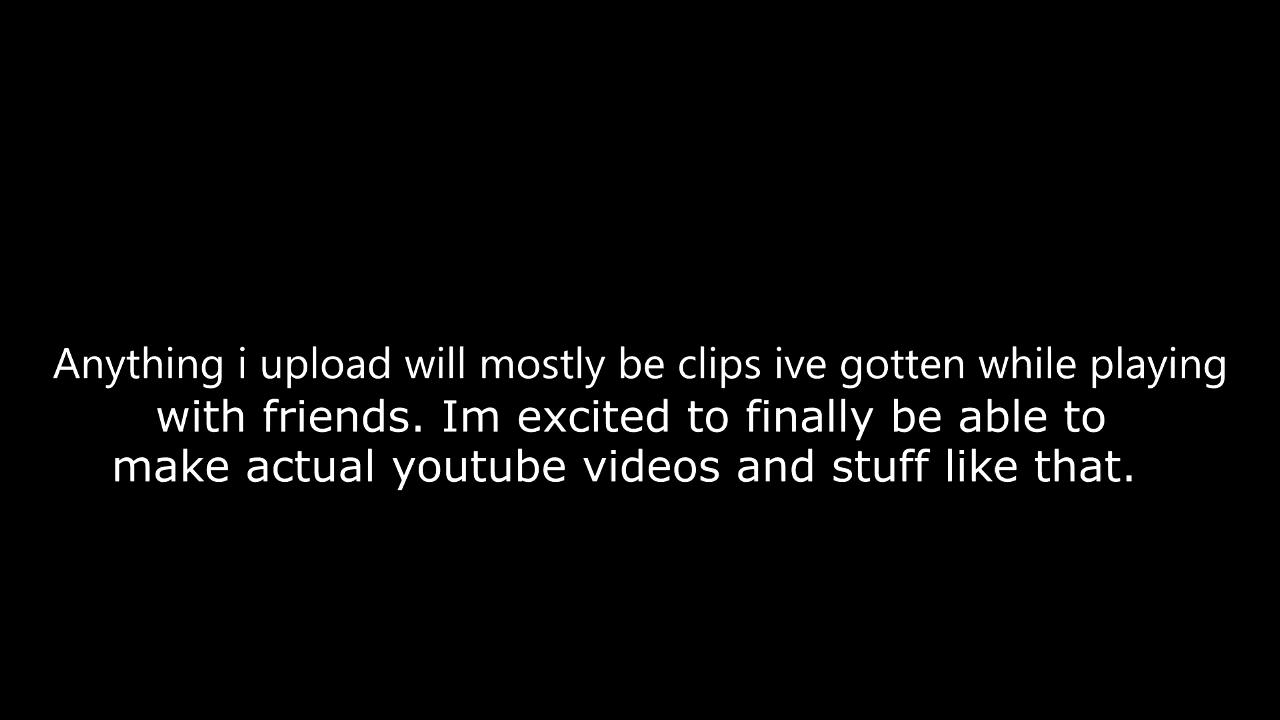 Anything i upload will mostly be clips ive gotten while playing
with friends. Im excited to finally be able to
make actual youtube videos and stuff like that.